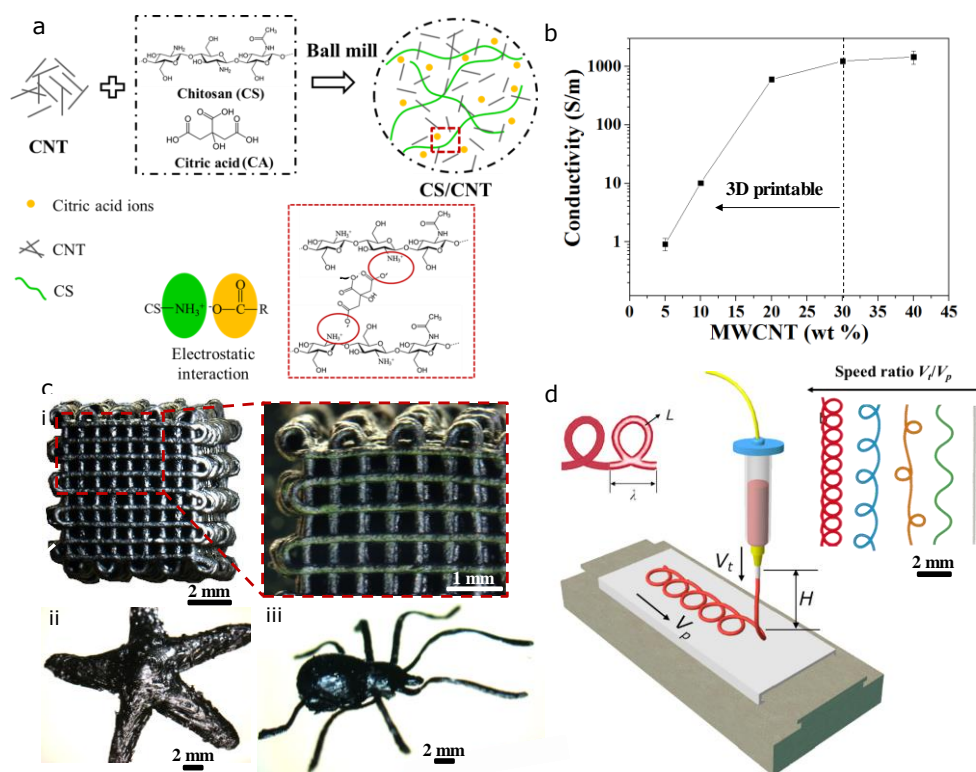 a
CNT
Chitosan (CS)
Citric acid (CA)
Ball mill
CS/CNT
Citric acid ions
CNT
CS
CS—NH₃⁺ ⁻O—C—R
O
Electrostatic
interaction
b
Conductivity (S/m)
1000
100
10
1
3D printable
0 5 10 15 20 25 30 35 40 45
MWCNT (wt %)
c
i
2 mm
1 mm
ii
2 mm
iii
2 mm
d
Speed ratio Vₜ/Vₚ
L
λ
Vₜ
H
Vₚ
2 mm